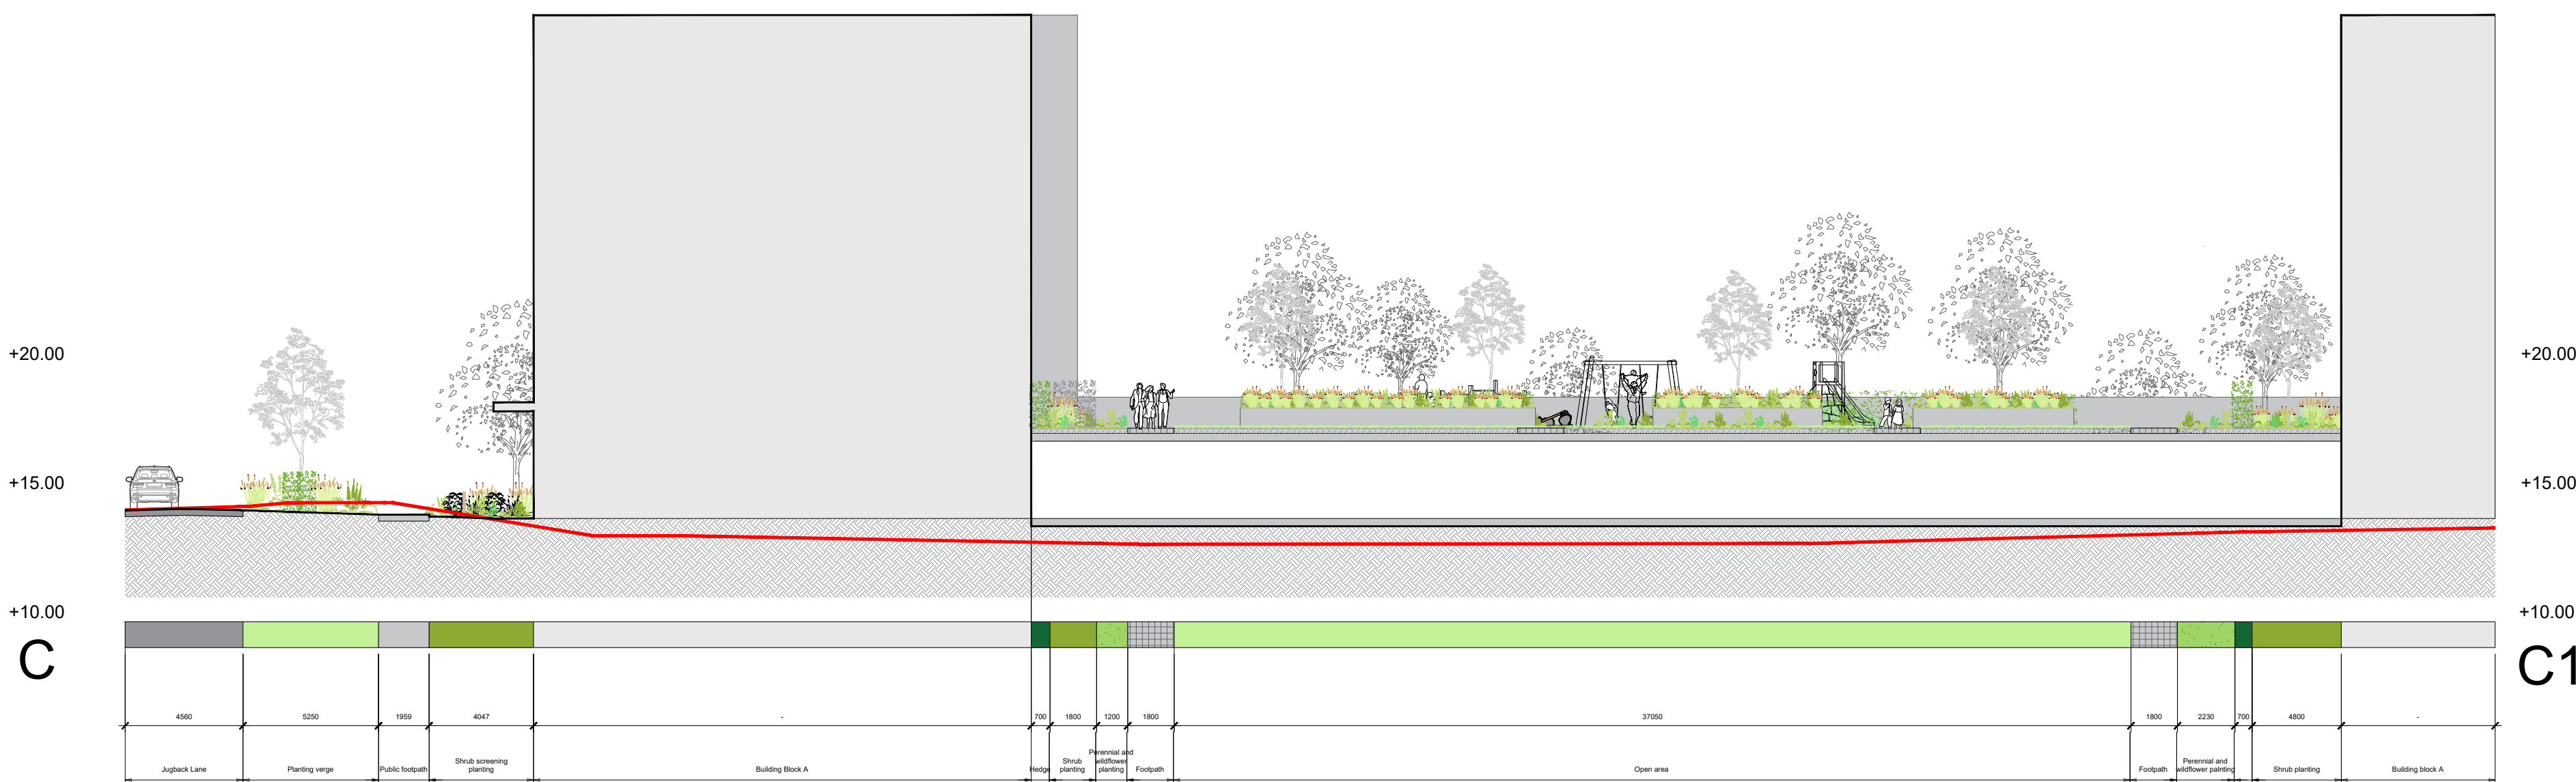 +20.00
+20.00
+15.00
+15.00
+10.00
+10.00
C
C1
4560
5250
1959
4047
-
700
1800
1200
1800
37050
1800
2230
700
4800
-
Jugback Lane
Planting verge
Public footpath
Shrub screening
planting
Building Block A
Hedge
Shrub
planting
Perennial and
wildflower
planting
Footpath
Open area
Footpath
Perennial and
wildflower palnting
Shrub planting
Building block A